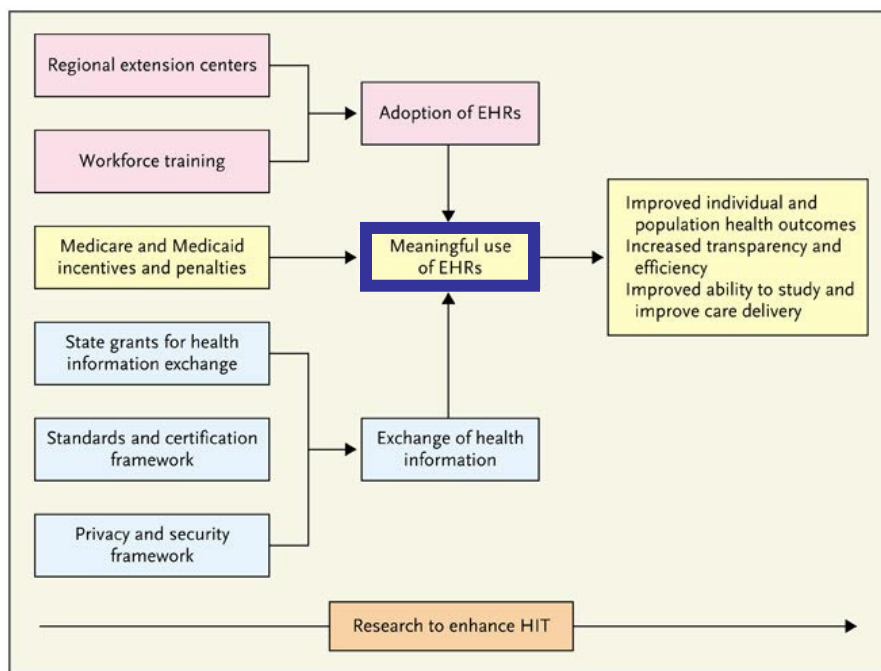 Regional extension centers
Adoption of EHRs
Workforce training
Medicare and Medicaid
incentives and penalties
Meaningful use
of EHRs
Improved individual and
population health outcomes
Increased transparency and
efficiency
Improved ability to study and
improve care delivery
State grants for health
information exchange
Standards and certification
framework
Exchange of health
information
Privacy and security
framework
Research to enhance HIT